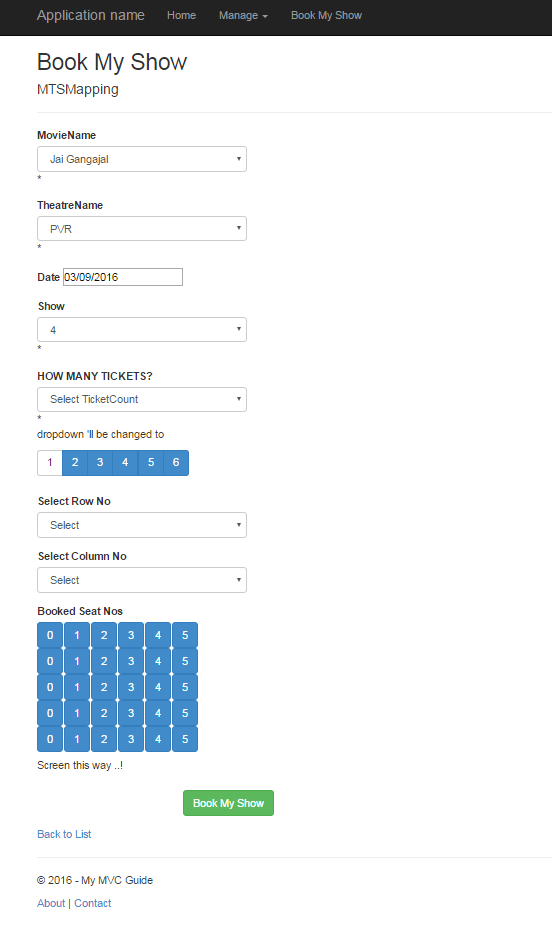 Application name Home Manage Book My Show
Book My Show
MTSMapping
MovieName
Jai Gangajal
*
TheatreName
PVR
*
Date 03/09/2016
Show
4
*
HOW MANY TICKETS?
Select TicketCount
*
dropdown 'll be changed to
1 2 3 4 5 6
Select Row No
Select
Select Column No
Select
Booked Seat Nos
0 1 2 3 4 5
0 1 2 3 4 5
0 1 2 3 4 5
0 1 2 3 4 5
0 1 2 3 4 5
Screen this way ..!
Book My Show
Back to List
© 2016 - My MVC Guide
About | Contact